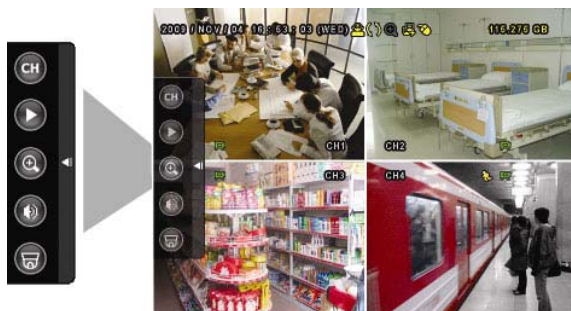 CH
2009 / NOV / 04 16 : 53 : 03 (WED)
116.276 GB
CH
CH1
CH2
CH3
CH4